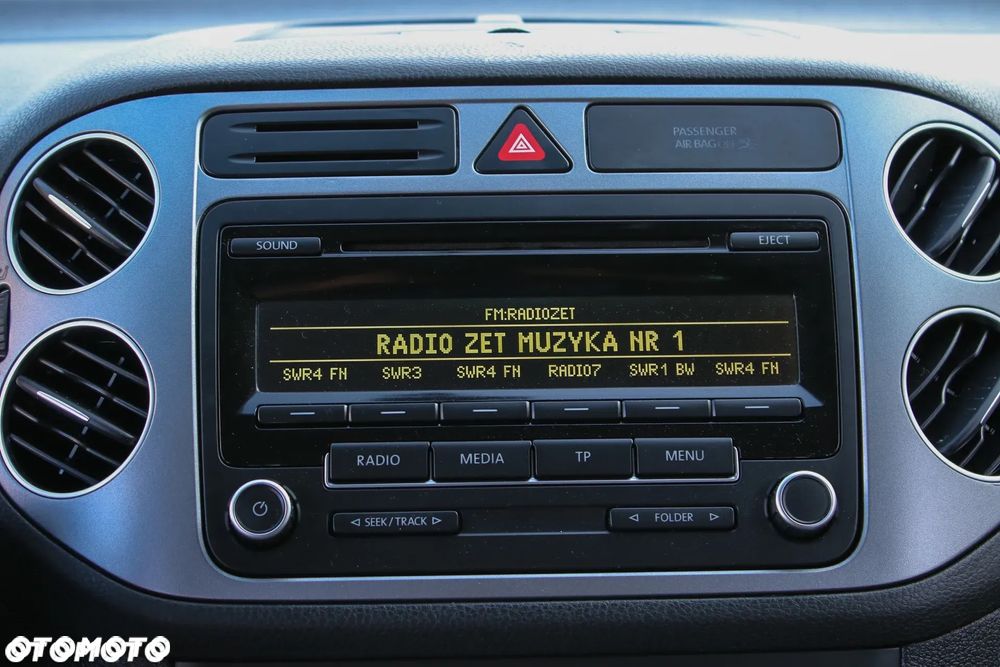 PASSENGER
AIR BAG OFF
SOUND
EJECT
FM:RADIOZET
RADIO ZET MUZYKA NR 1
SWR4 FN SWR3 SWR4 FN RADIO7 SWR1 BW SWR4 FN
RADIO MEDIA TP MENU
SEEK/TRACK FOLDER
OTOMOTO